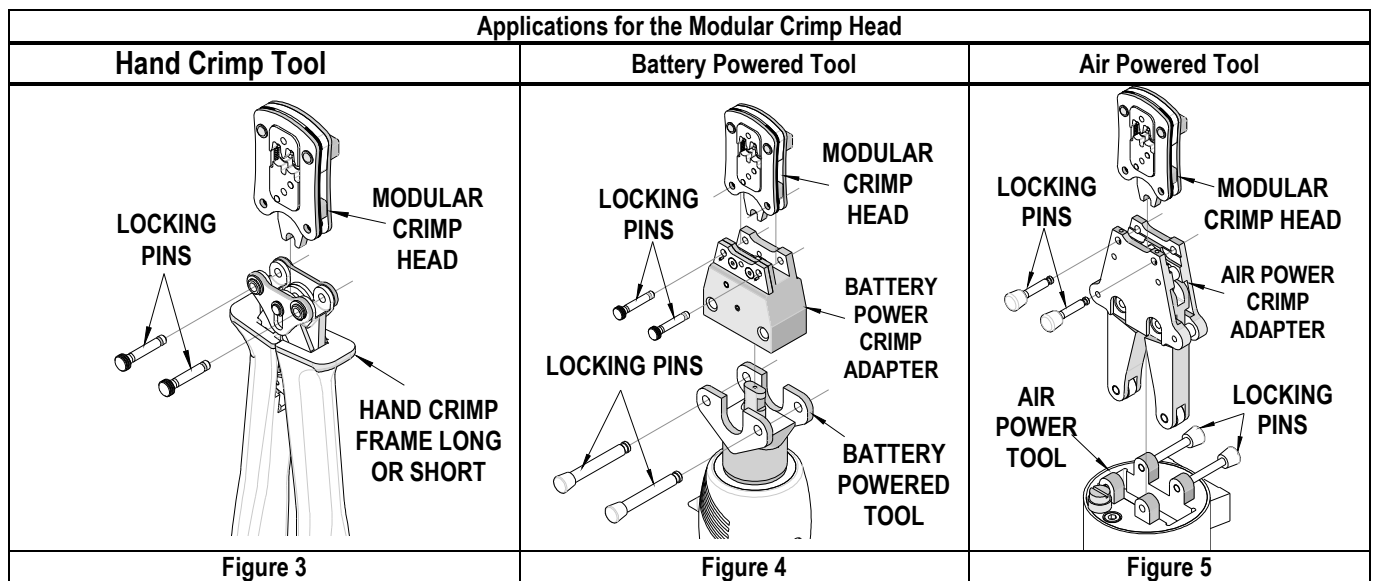 Applications for the Modular Crimp Head
Hand Crimp Tool
Battery Powered Tool
Air Powered Tool
LOCKING
PINS
MODULAR
CRIMP
HEAD
HAND CRIMP
FRAME LONG
OR SHORT
LOCKING
PINS
MODULAR
CRIMP
HEAD
BATTERY
POWER
CRIMP
ADAPTER
LOCKING PINS
BATTERY
POWERED
TOOL
LOCKING
PINS
MODULAR
CRIMP HEAD
AIR POWER
CRIMP
ADAPTER
AIR
POWER
TOOL
LOCKING
PINS
Figure 3
Figure 4
Figure 5